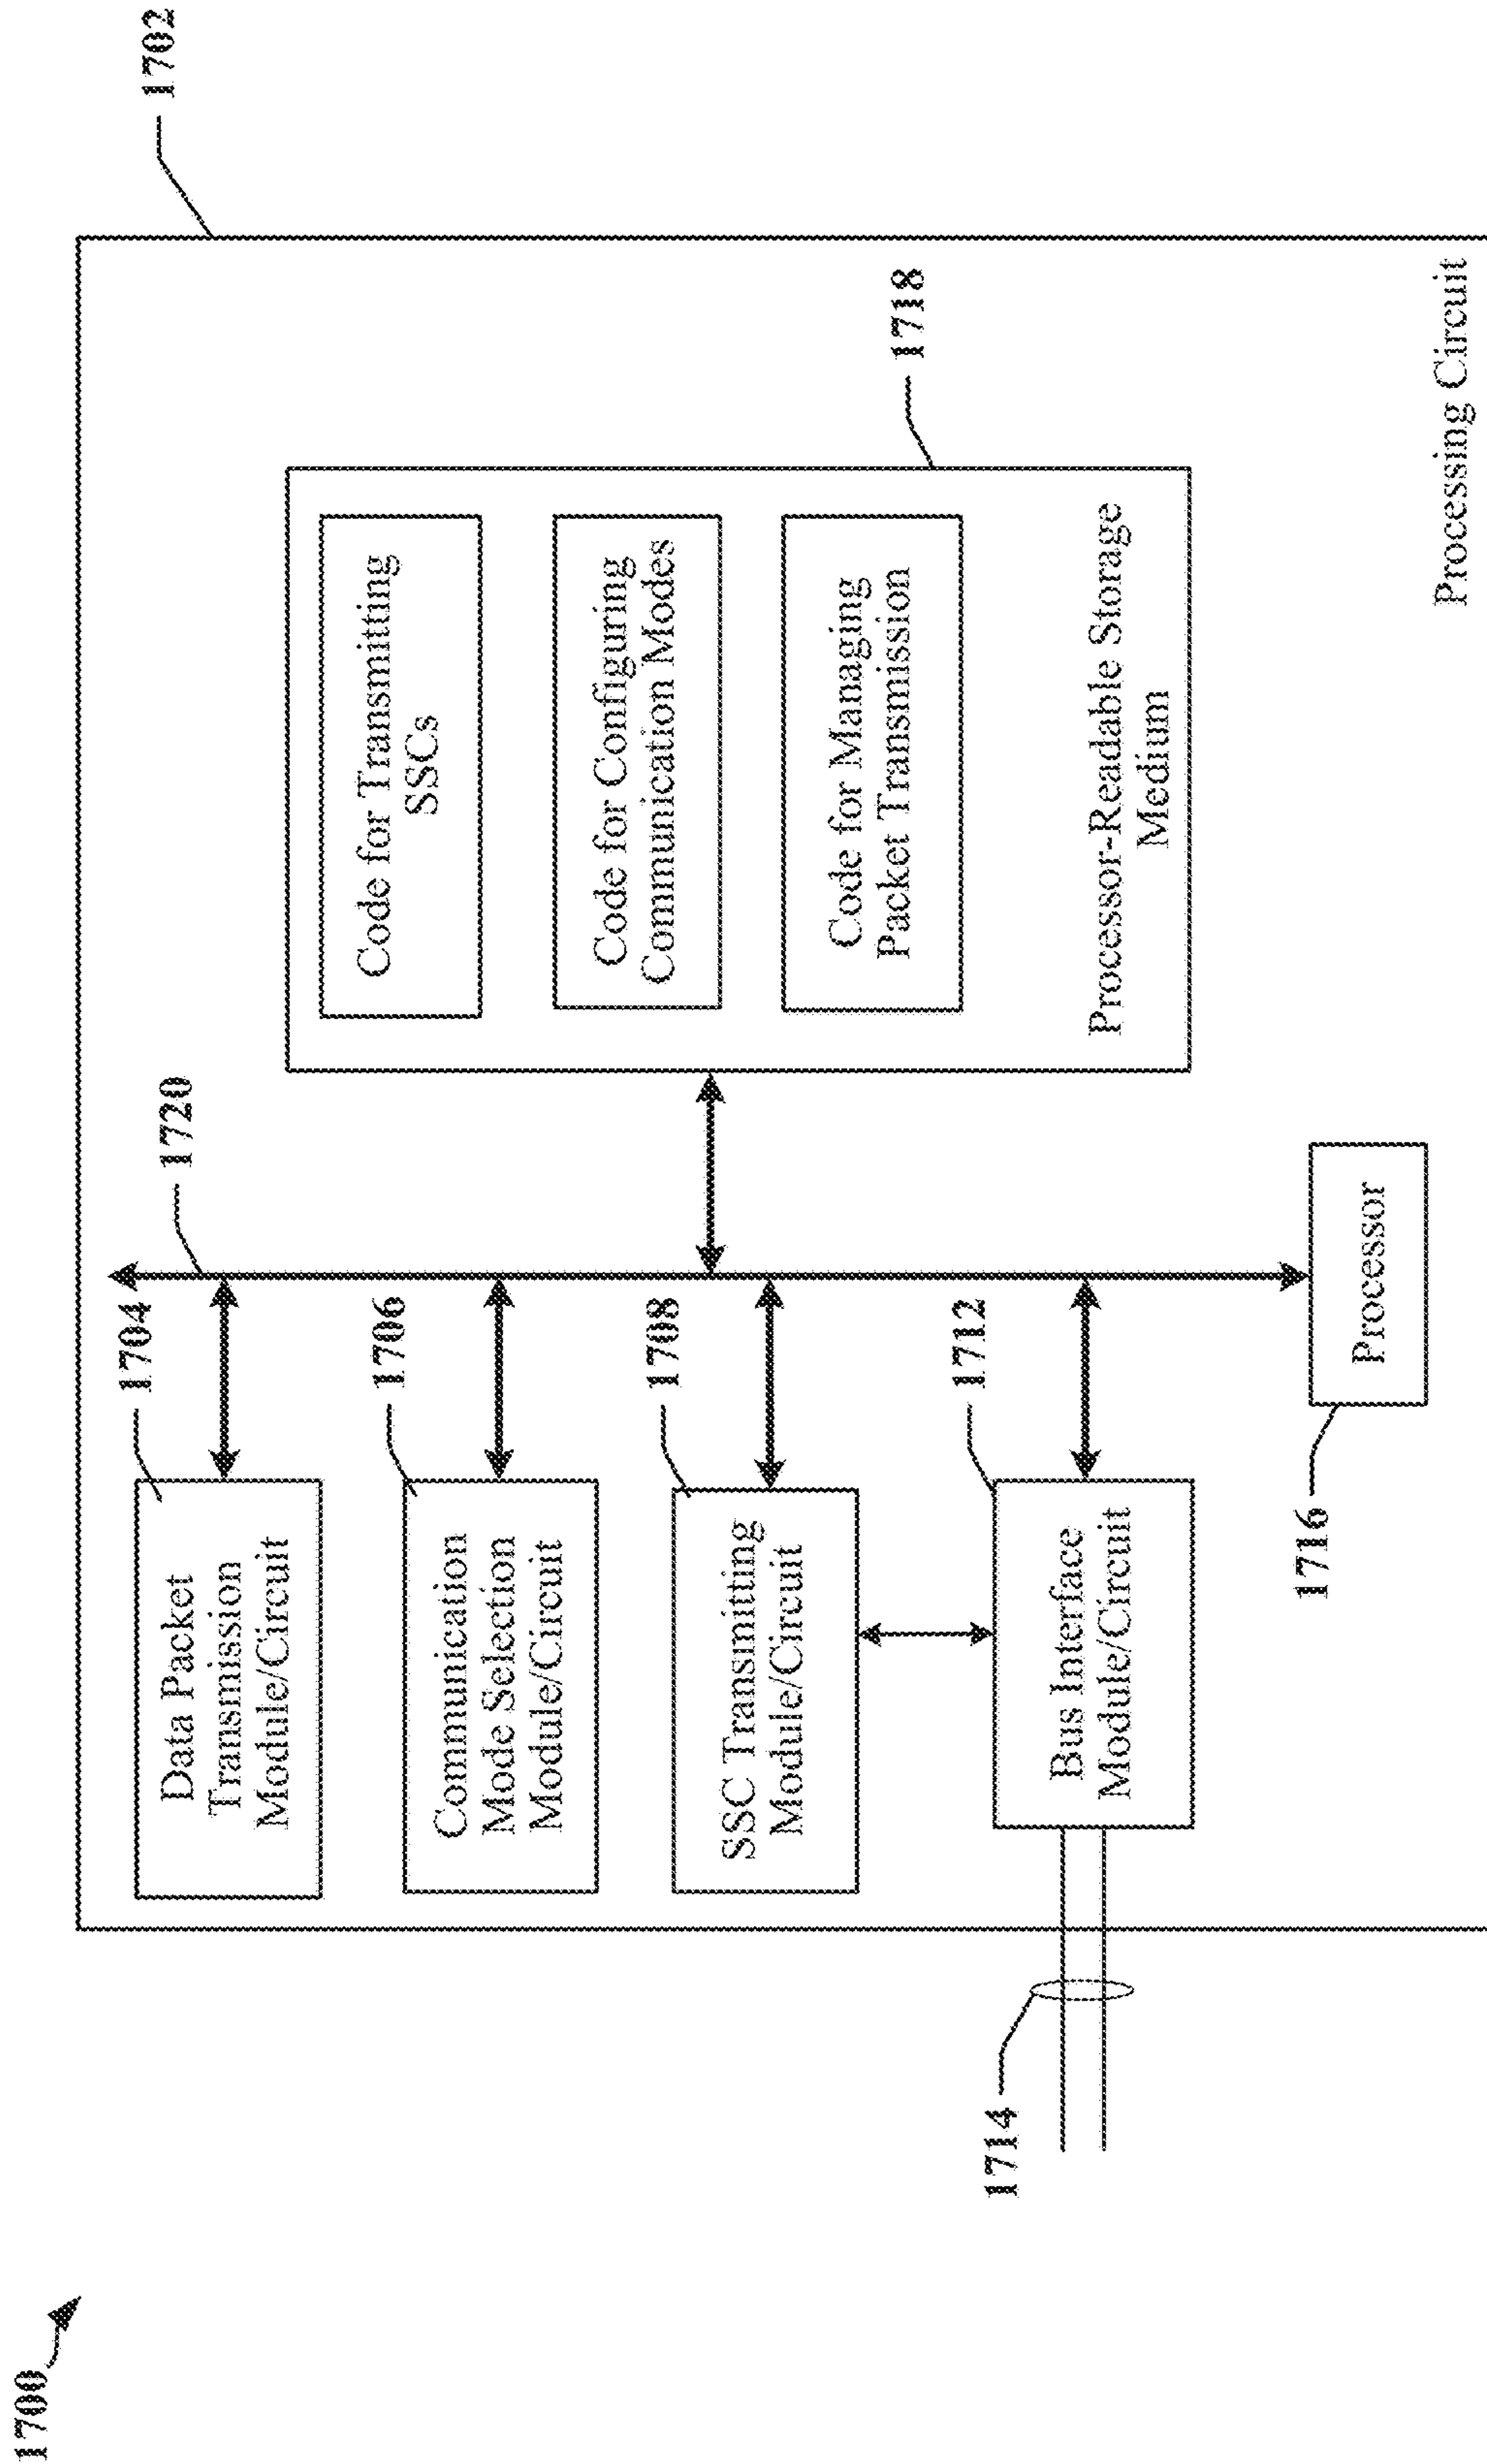 1700
1702
1720
1704
Data Packet
Transmission
Module/Circuit
1706
Communication
Mode Selection
Module/Circuit
1708
SSC Transmitting
Module/Circuit
1712
Bus Interface
Module/Circuit
1714
1716
Processor
1718
Code for Transmitting
SSCs
Code for Configuring
Communication Modes
Code for Managing
Packet Transmission
Processor-Readable Storage
Medium
Processing Circuit